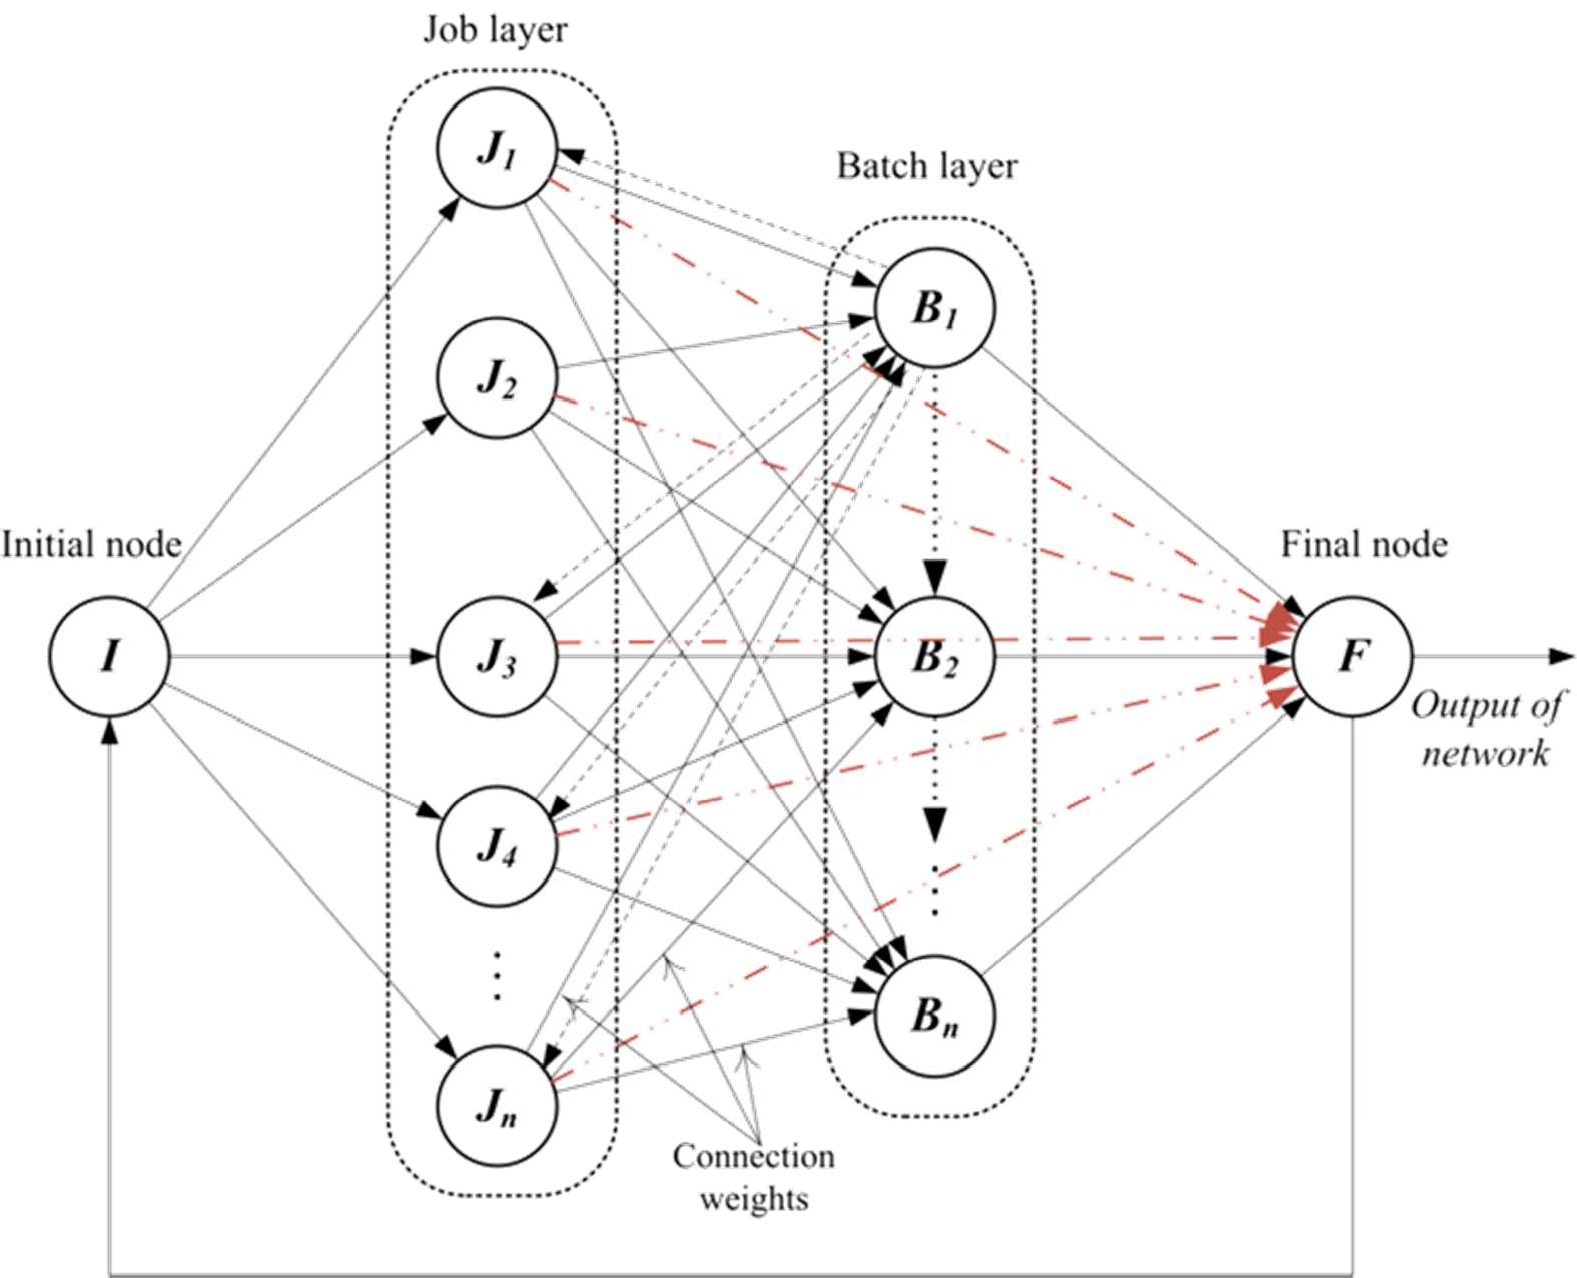 Job layer
J1
Batch layer
B1
J2
Initial node
Final node
I
J3
B2
F
Output of
network
J4
Bn
Jn
Connection
weights